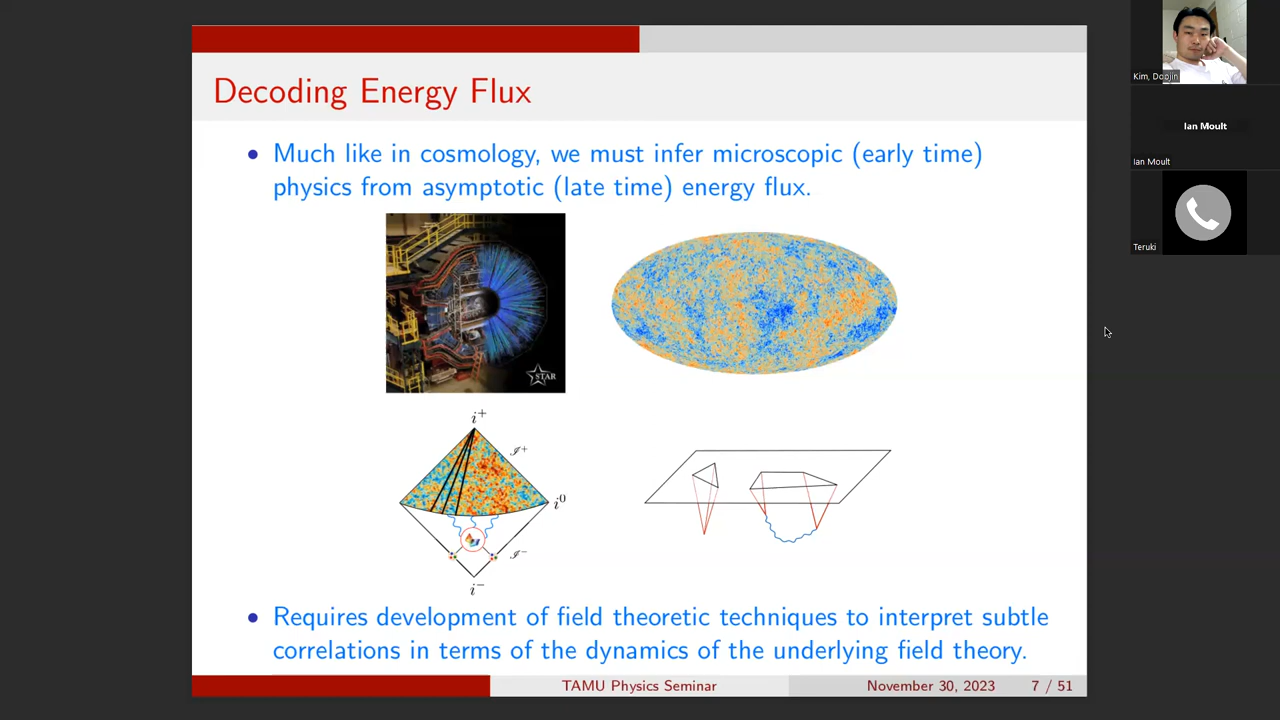 Decoding Energy Flux
• Much like in cosmology, we must infer microscopic (early time)
physics from asymptotic (late time) energy flux.
STAR
i⁺
𝓘⁺
i⁰
𝓘⁻
i⁻
• Requires development of field theoretic techniques to interpret subtle
correlations in terms of the dynamics of the underlying field theory.
TAMU Physics Seminar
November 30, 2023
7 / 51
Kim, Doojin
Ian Moult
Ian Moult
Teruki